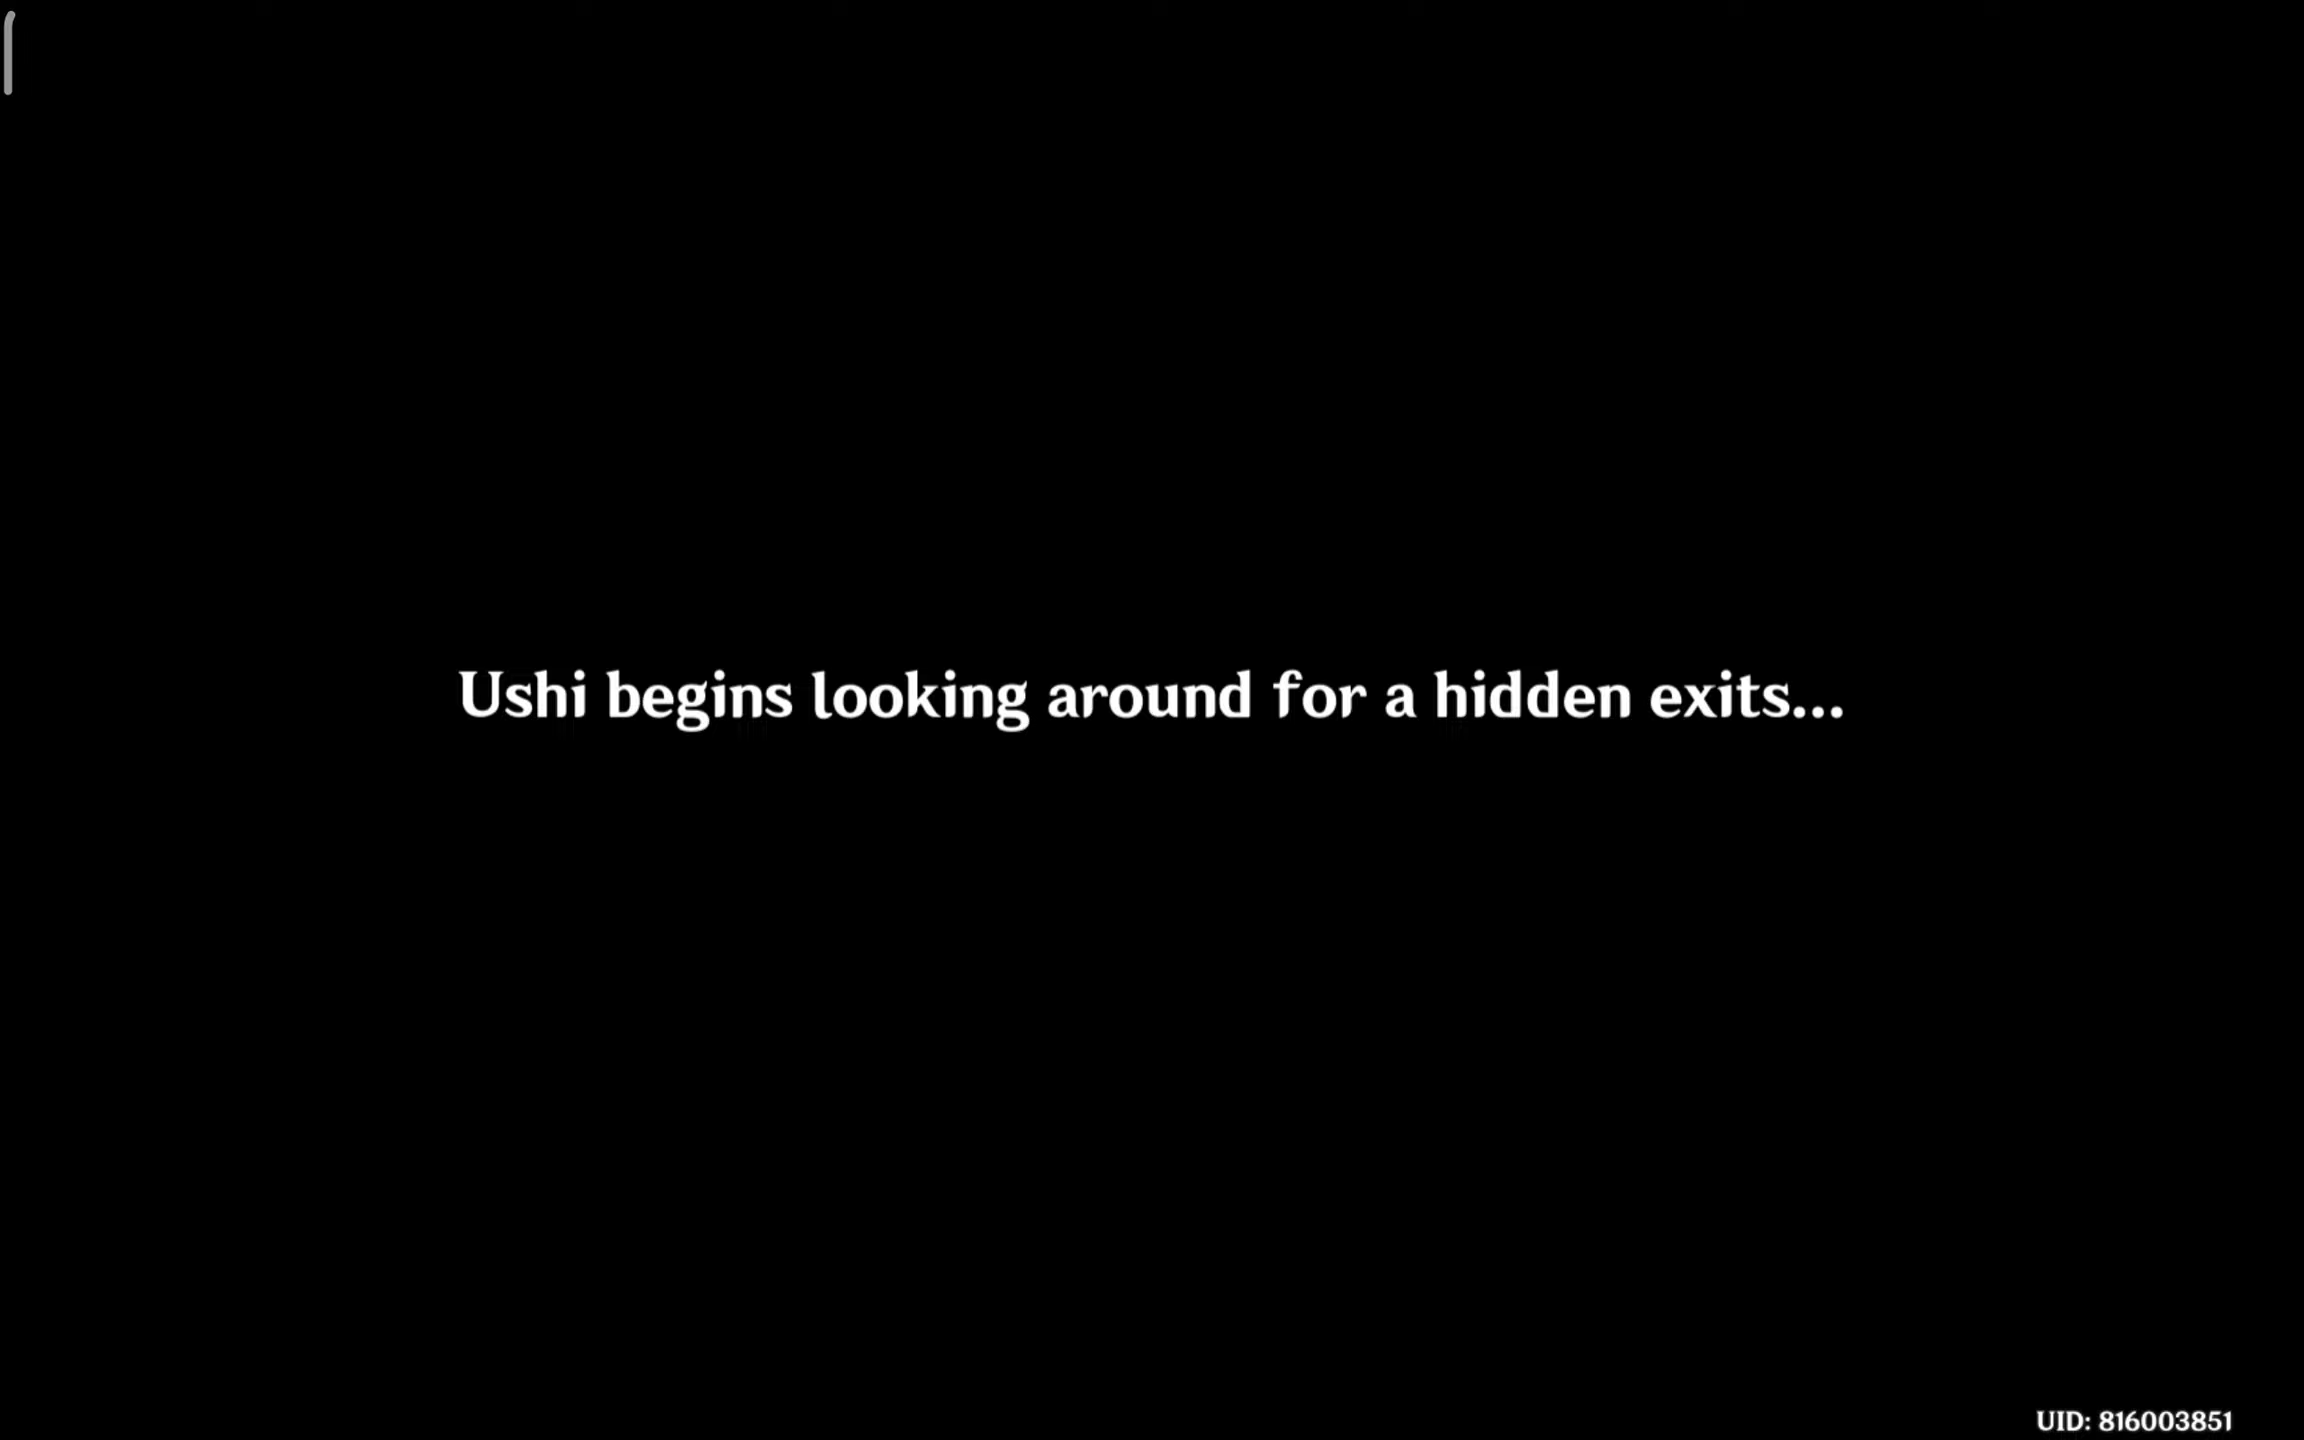 Ushi begins looking around for a hidden exits...
UID: 816003851